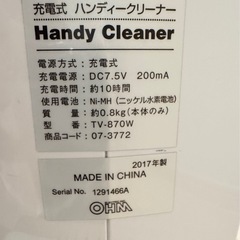 充電式 ハンディークリーナー
Handy Cleaner
電源方式：充電式
充電電源：DC7.5V 200mA
充電時間：約10時間
使用電池：Ni-MH（ニッケル水素電池）
質 量：約0.8kg(本体のみ)
型 番：TV-870W
商品コード：07-3772
2017年製
MADE IN CHINA
Serial No. 1291466A
OHM